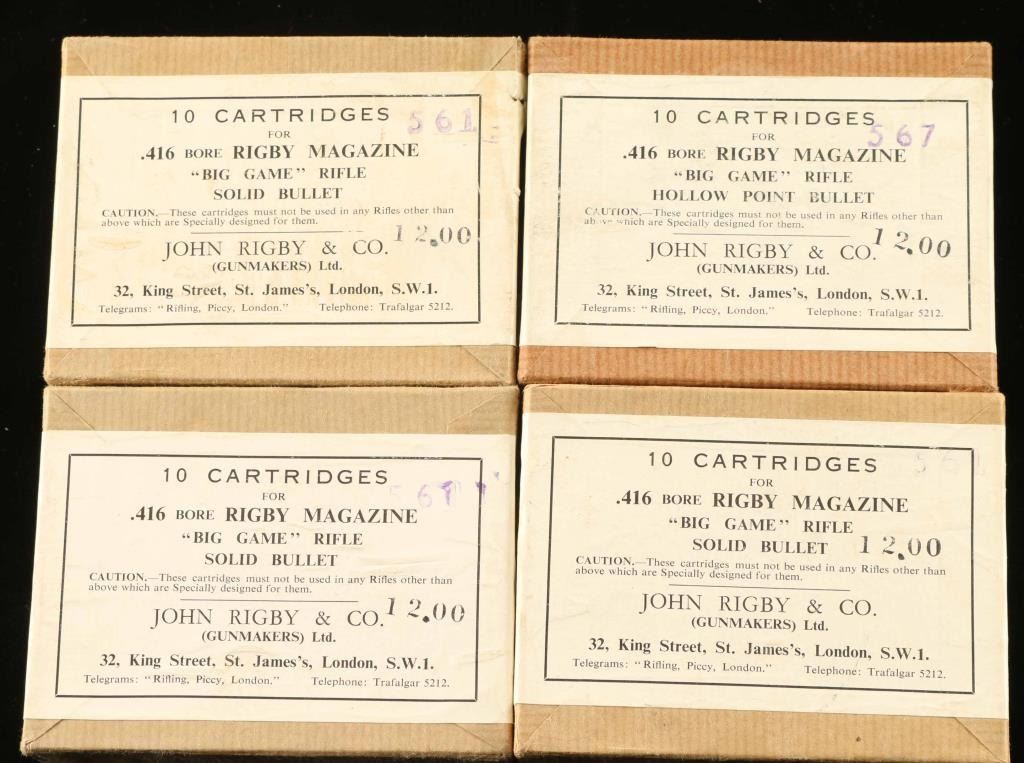 10 CARTRIDGES
561
FOR
.416 BORE RIGBY MAGAZINE
"BIG GAME" RIFLE
SOLID BULLET
CAUTION.—These cartridges must not be used in any Rifles other than
above which are Specially designed for them.
12.00
JOHN RIGBY & CO.
(GUNMAKERS) Ltd.
32, King Street, St. James's, London, S.W.1.
Telegrams: "Rifling, Piccy, London." Telephone: Trafalgar 5212.
10 CARTRIDGES
567
FOR
.416 BORE RIGBY MAGAZINE
"BIG GAME" RIFLE
HOLLOW POINT BULLET
CAUTION.—These cartridges must not be used in any Rifles other than
above which are Specially designed for them.
12.00
JOHN RIGBY & CO.
(GUNMAKERS) Ltd.
32, King Street, St. James's, London, S.W.1.
Telegrams: "Rifling, Piccy, London." Telephone: Trafalgar 5212.
10 CARTRIDGES
FOR
.416 BORE RIGBY MAGAZINE
"BIG GAME" RIFLE
SOLID BULLET
CAUTION.—These cartridges must not be used in any Rifles other than
above which are Specially designed for them.
12.00
JOHN RIGBY & CO.
(GUNMAKERS) Ltd.
32, King Street, St. James's, London, S.W.1.
Telegrams: "Rifling, Piccy, London." Telephone: Trafalgar 5212.
10 CARTRIDGES
FOR
.416 BORE RIGBY MAGAZINE
"BIG GAME" RIFLE
SOLID BULLET 12.00
CAUTION.—These cartridges must not be used in any Rifles other than
above which are Specially designed for them.
JOHN RIGBY & CO.
(GUNMAKERS) Ltd.
32, King Street, St. James's, London, S.W.1.
Telegrams: "Rifling, Piccy, London." Telephone: Trafalgar 5212.